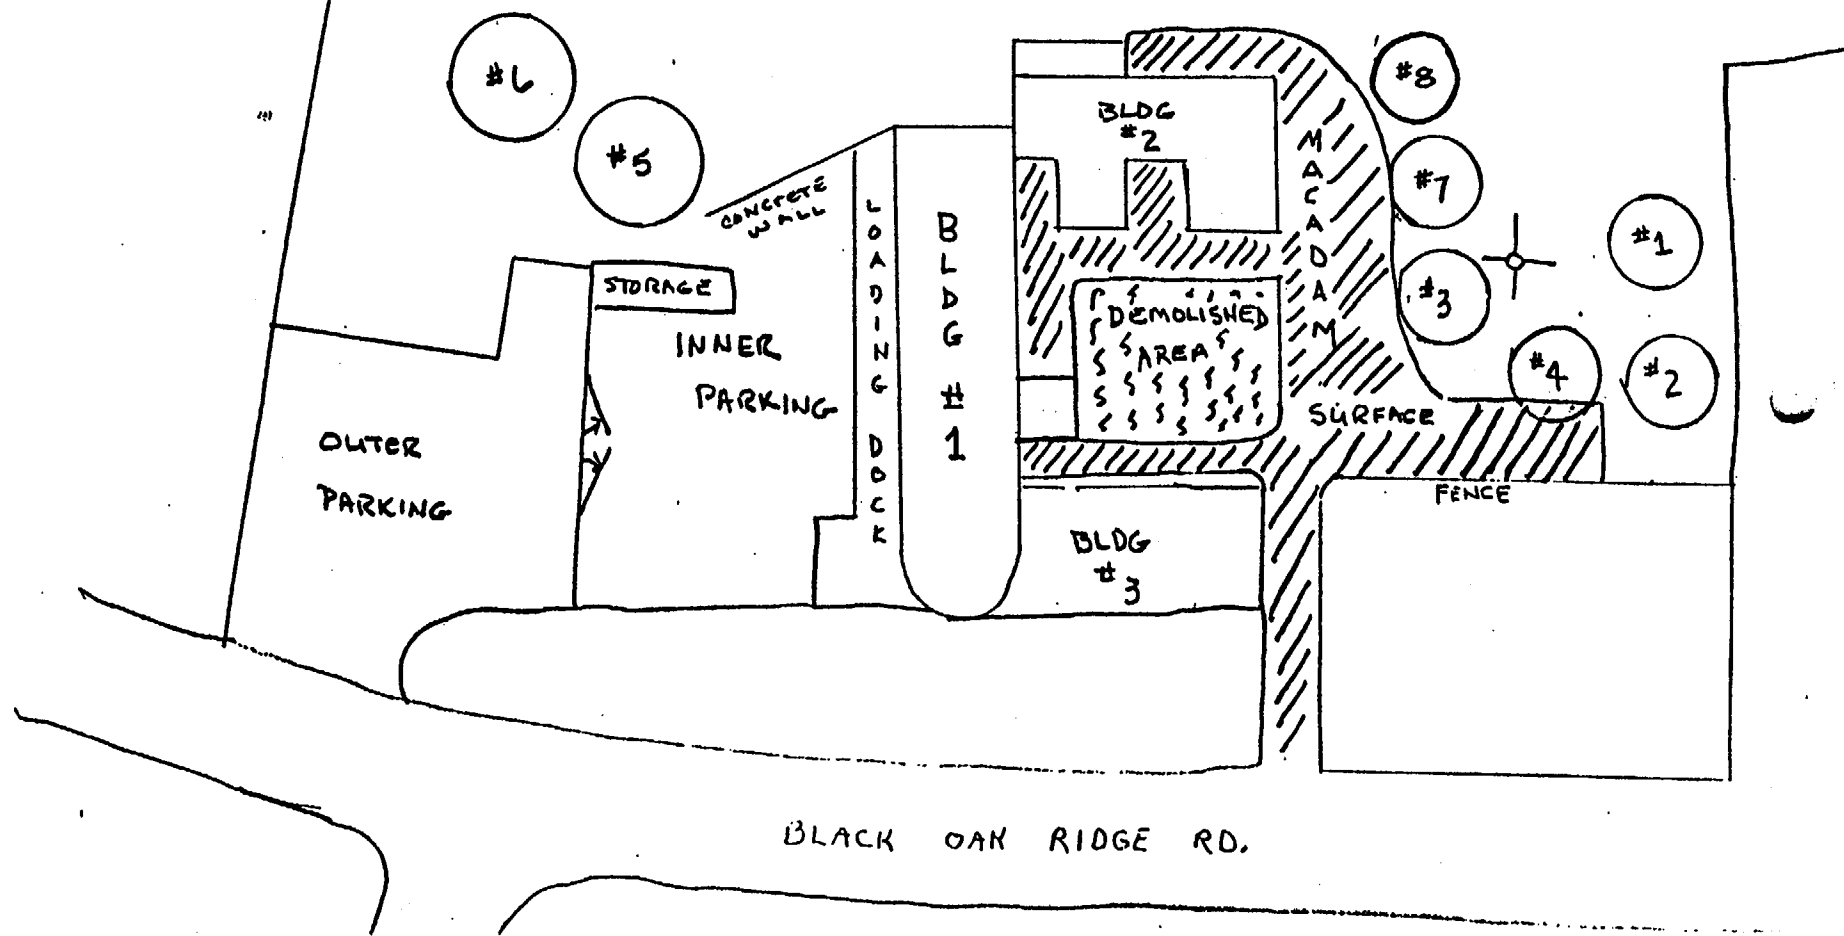 #6
#5
CONCRETE
WALL
LOADING DOCK
BLDG #1
BLDG
#2
MACADAM
SURFACE
#8
#7
#3
#1
#4
#2
STORAGE
INNER
PARKING
DEMOLISHED
AREA
OUTER
PARKING
FENCE
BLDG
#3
BLACK OAK RIDGE RD.